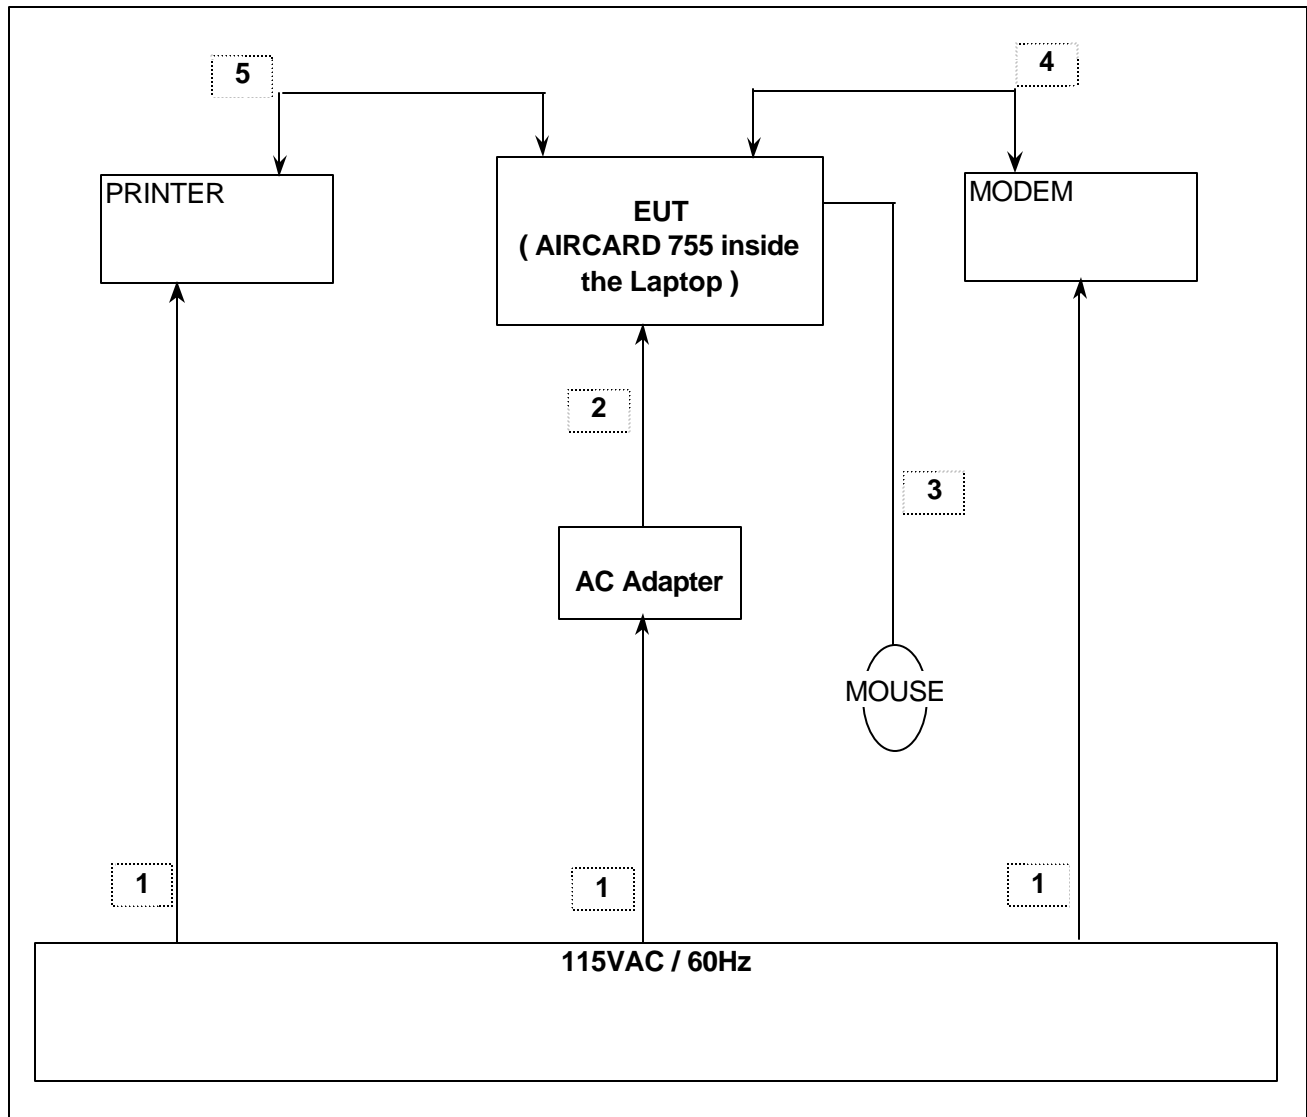 5
4
PRINTER
EUT
( AIRCARD 755 inside
the Laptop )
MODEM
2
3
AC Adapter
MOUSE
1
1
1
115VAC / 60Hz